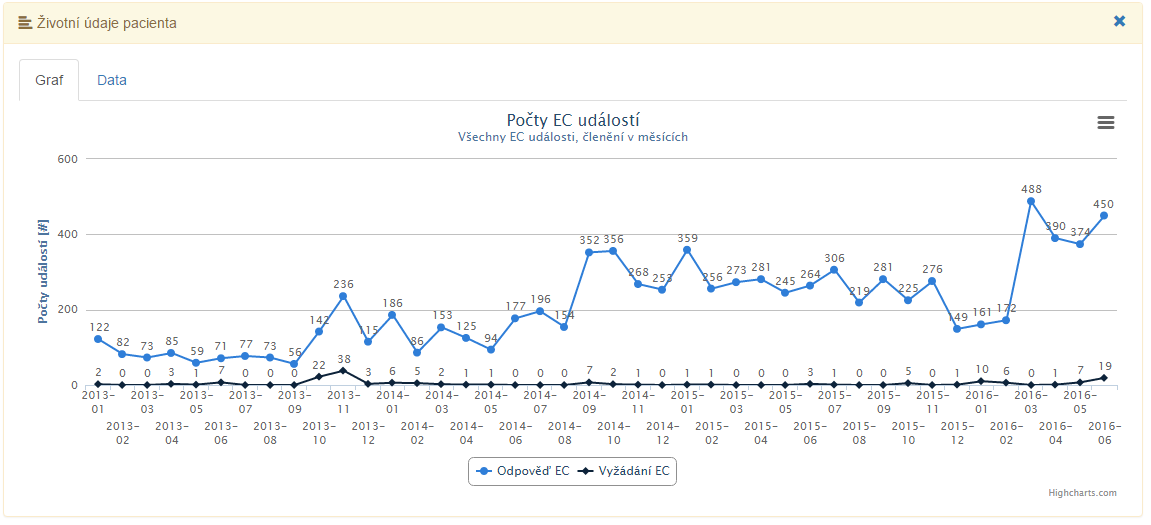 Životní údaje pacienta
Graf Data
Počty EC událostí
Všechny EC události, členění v měsících
Počty událostí [#]
600
400
200
0
122 82 73 85 59 71 77 73 56 142 236 115 186 86 153 125 94 177 196 154 352 356 268 253 359 256 273 281 245 264 306 219 281 225 276 149 161 172 488 390 374 450
2 0 0 3 1 7 0 0 0 22 38 3 6 5 2 1 1 0 0 0 7 2 1 0 1 1 0 0 0 3 1 0 0 5 0 1 10 6 0 1 7 19
2013-01 2013-03 2013-05 2013-07 2013-09 2013-11 2014-01 2014-03 2014-05 2014-07 2014-09 2014-11 2015-01 2015-03 2015-05 2015-07 2015-09 2015-11 2016-01 2016-03 2016-05
2013-02 2013-04 2013-06 2013-08 2013-10 2013-12 2014-02 2014-04 2014-06 2014-08 2014-10 2014-12 2015-02 2015-04 2015-06 2015-08 2015-10 2015-12 2016-02 2016-04 2016-06
Odpověď EC Vyžádání EC
Highcharts.com